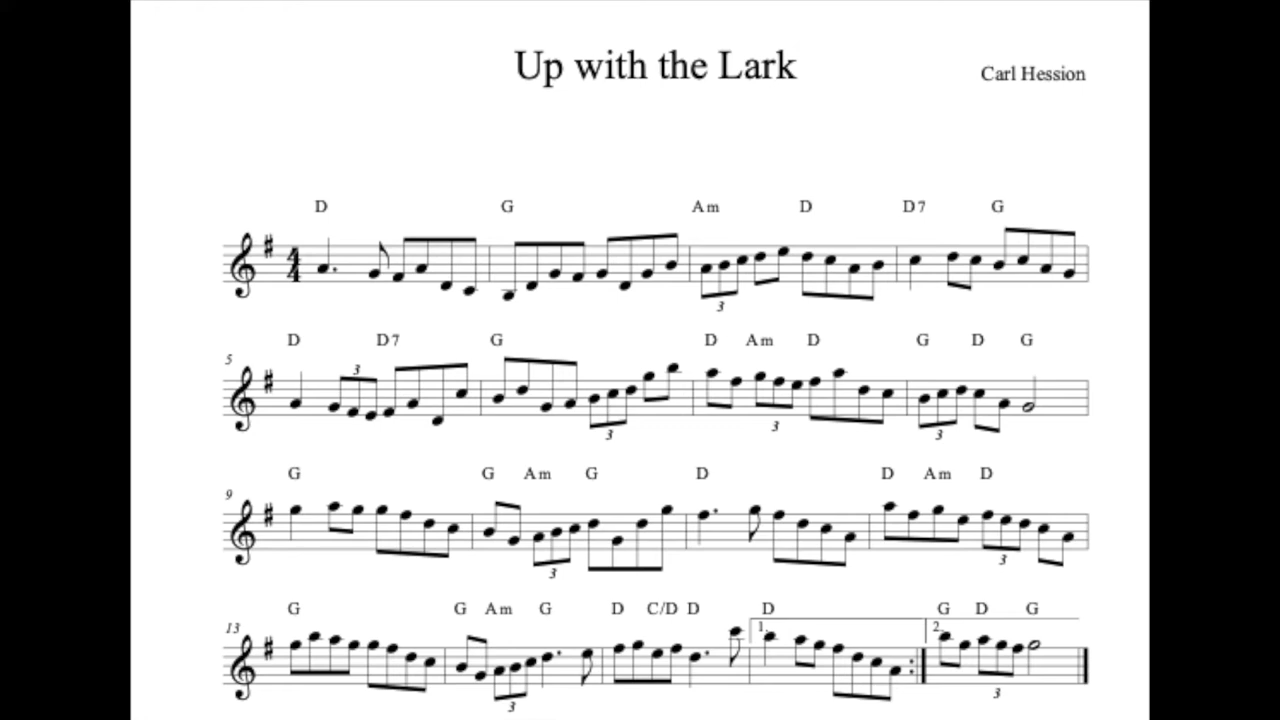 Up with the Lark
Carl Hession
D G Am D D7 G
4
4
3
D D7 G D Am D G D G
5
3
3
3
3
G G Am G D D Am D
9
3
3
G G Am G D C/D D D G D G
13
1.
2.
3
3